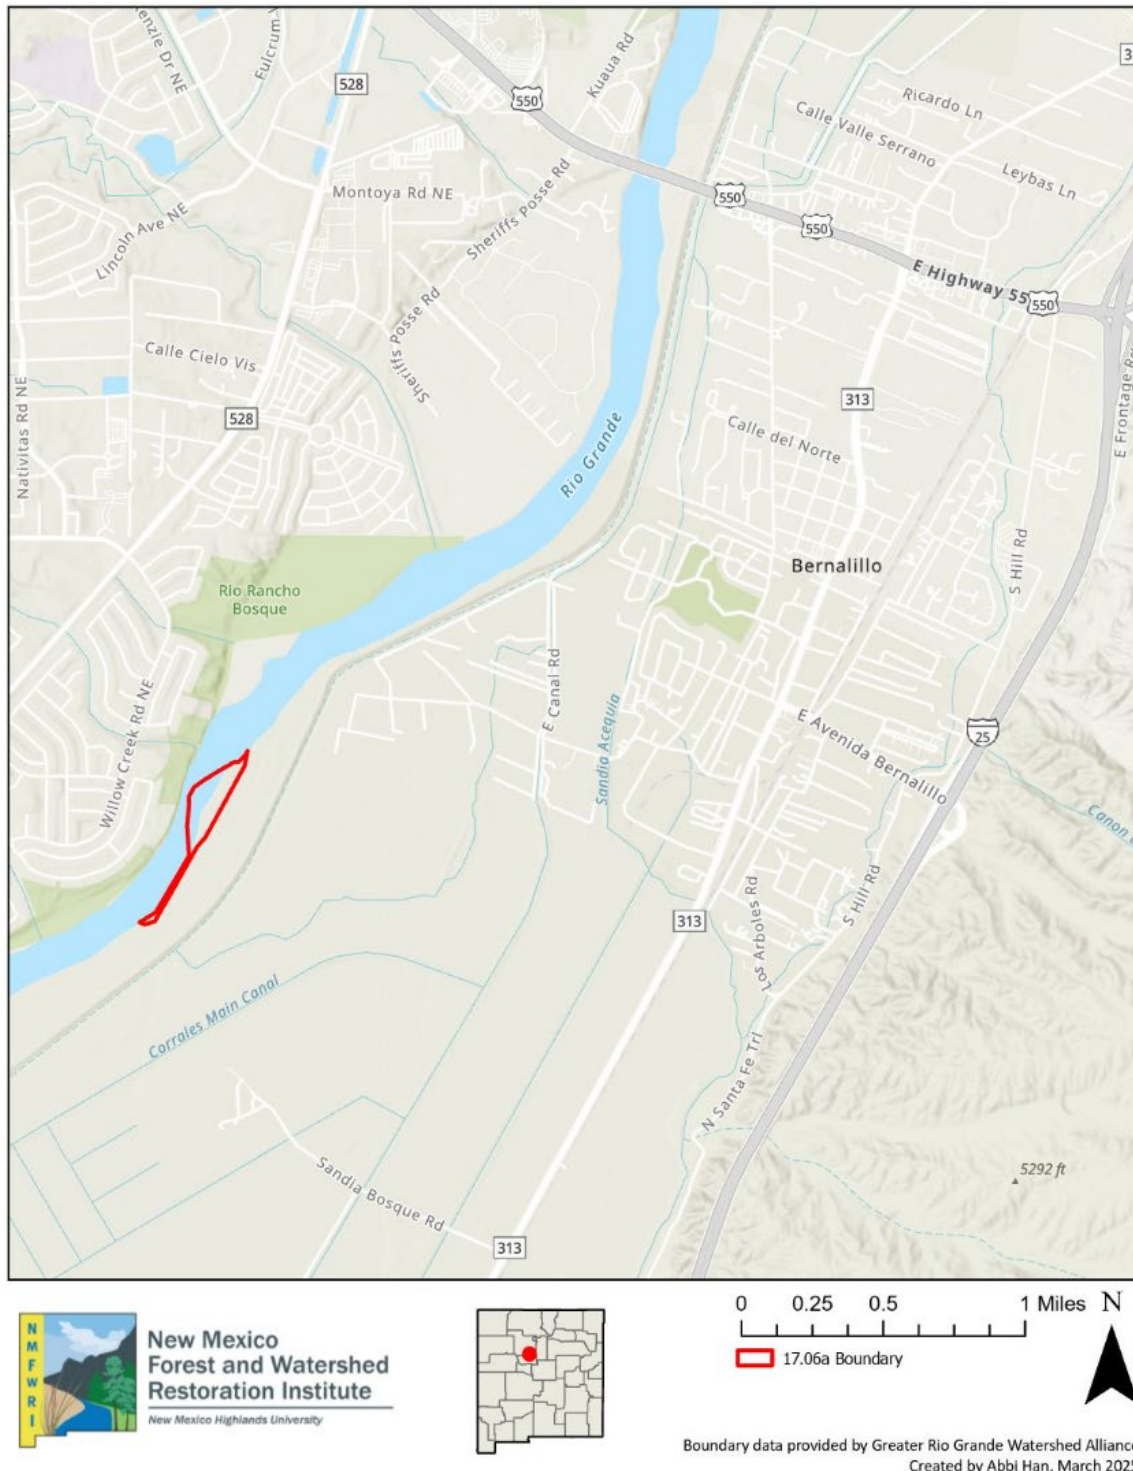 enzie Dr NE
Fulcrum
528
550
Kuaua Rd
3
Ricardo Ln
Calle Valle Serrano
Leybas Ln
Montoya Rd NE
Sheriffs Posse Rd
550
550
Lincoln Ave NE
E Highway 55
550
Sheriffs Posse Rd
Calle Cielo Vis
Nativitas Rd NE
528
313
E Frontage Rd
Calle del Norte
Rio Grande
S Hill Rd
Bernalillo
Rio Rancho
Bosque
Willow Creek Rd NE
E Canal Rd
Sandia Acequia
E Avenida Bernalillo
25
Canon
313
Los Arboles Rd
S Hill Rd
Corrales Main Canal
N Santa Fe Trl
Sandia Bosque Rd
5292 ft
313
NMFWRI
New Mexico
Forest and Watershed
Restoration Institute
New Mexico Highlands University
0 0.25 0.5 1 Miles N
17.06a Boundary
Boundary data provided by Greater Rio Grande Watershed Alliance
Created by Abbi Han, March 2025